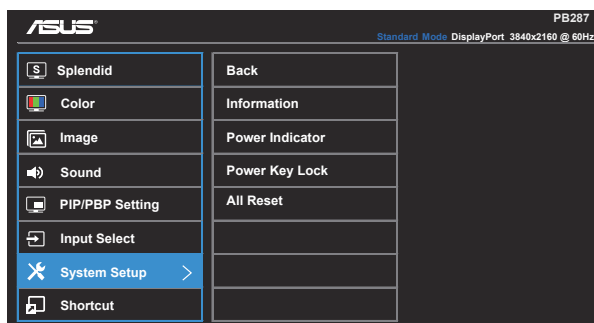 ASUS
PB287
Standard Mode DisplayPort 3840x2160 @ 60Hz
S Splendid
Color
Image
Sound
PIP/PBP Setting
Input Select
System Setup >
Shortcut
Back
Information
Power Indicator
Power Key Lock
All Reset